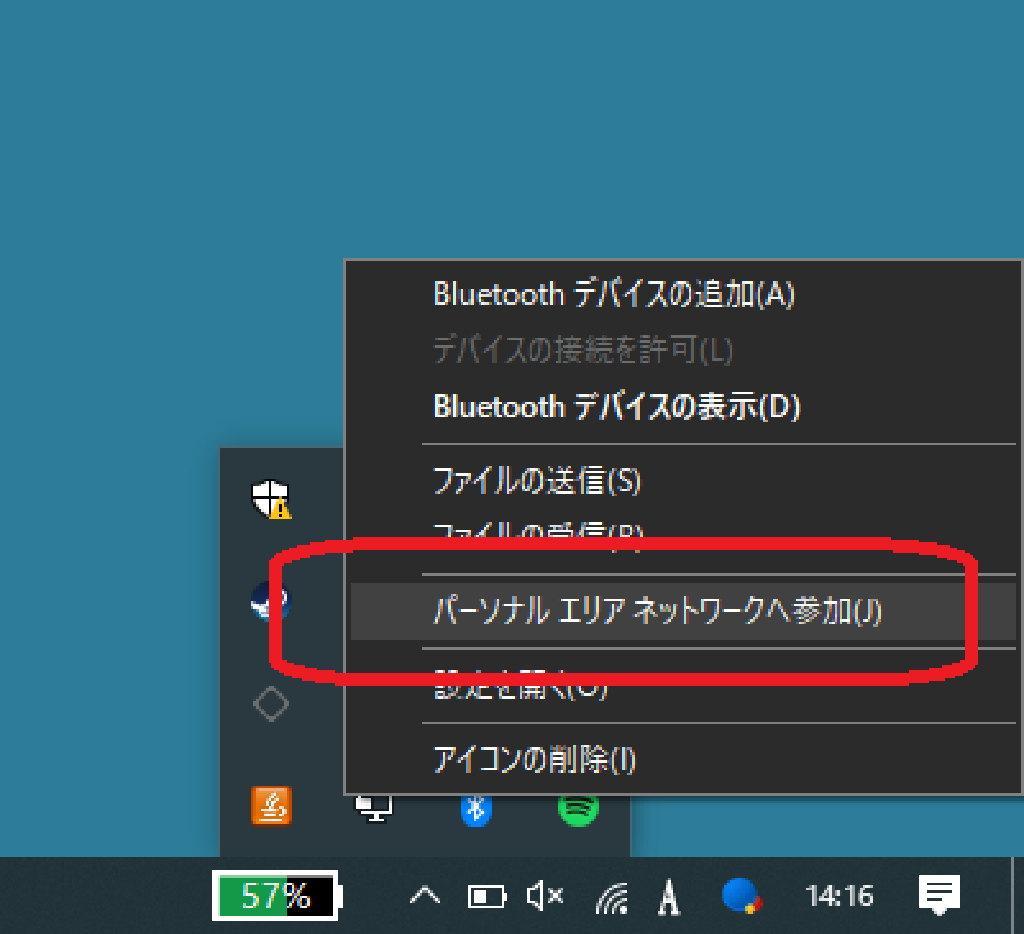 Bluetooth デバイスの追加(A)
デバイスの接続を許可(L)
Bluetooth デバイスの表示(D)
ファイルの送信(S)
ファイルの受信(R)
パーソナル エリア ネットワークへ参加(J)
設定を開く(O)
アイコンの削除(I)
57%
A
14:16